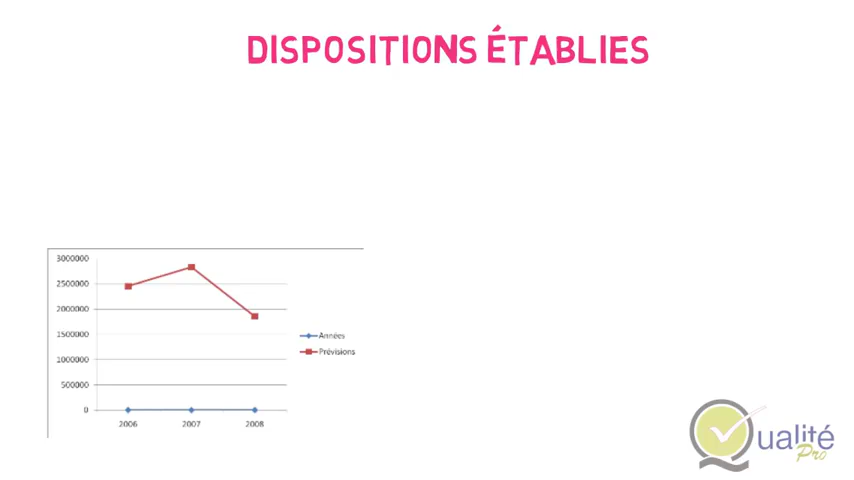 DISPOSITIONS ÉTABLIES
3000000
2500000
2000000
1500000
1000000
500000
0
2006 2007 2008
Années
Prévisions
Qualité
Pro